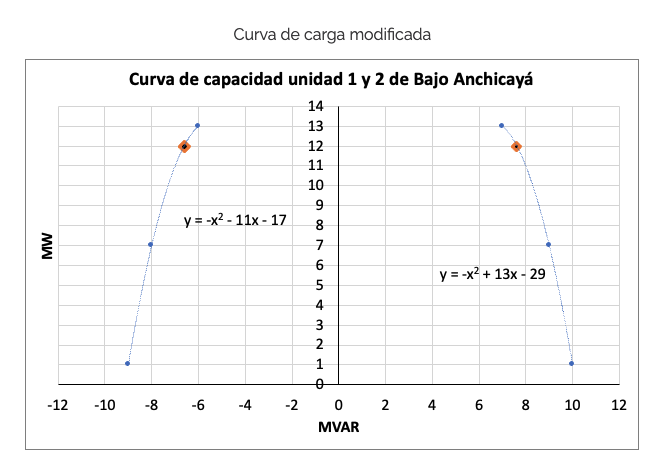 Curva de carga modificada
Curva de capacidad unidad 1 y 2 de Bajo Anchicayá
14
13
12
11
10
9
8
7
6
5
4
3
2
1
0
MW
y = -x² - 11x - 17
y = -x² + 13x - 29
-12 -10 -8 -6 -4 -2 0 2 4 6 8 10 12
MVAR